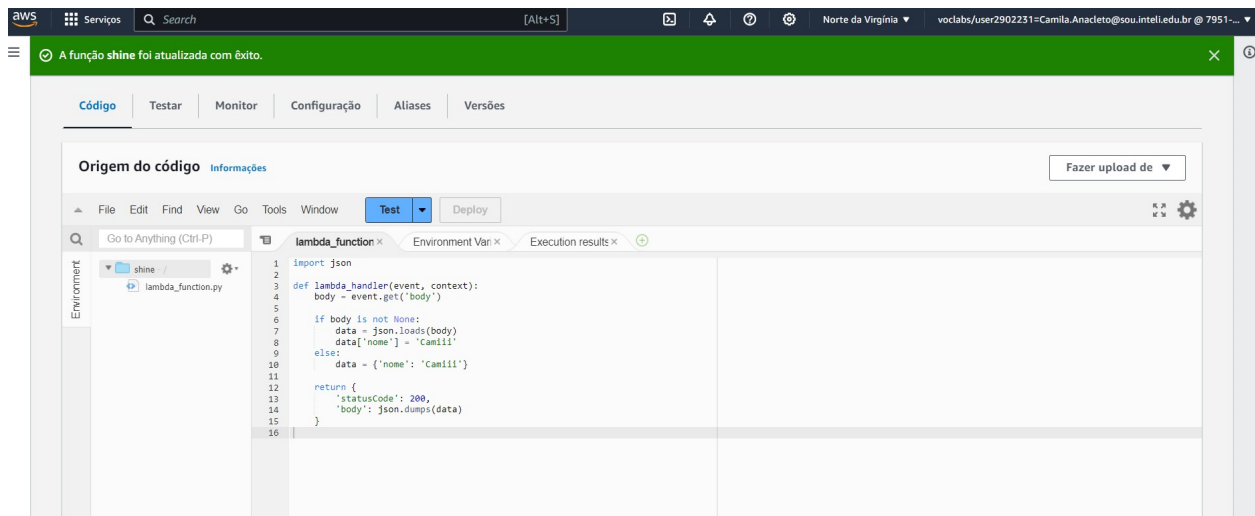 aws Serviços Search [Alt+S] Norte da Virgínia ▼ voclabs/user2902231=Camila.Anacleto@sou.inteli.edu.br @ 7951-... ▼
A função shine foi atualizada com êxito.
Código Testar Monitor Configuração Aliases Versões
Origem do código Informações Fazer upload de ▼
File Edit Find View Go Tools Window Test Deploy
Go to Anything (Ctrl-P) lambda_function × Environment Vari × Execution results ×
Environment
shine - /
lambda_function.py
1 import json
2
3 def lambda_handler(event, context):
4     body = event.get('body')
5
6     if body is not None:
7         data = json.loads(body)
8         data['nome'] = 'Camiii'
9     else:
10         data = {'nome': 'Camiii'}
11
12     return {
13         'statusCode': 200,
14         'body': json.dumps(data)
15     }
16